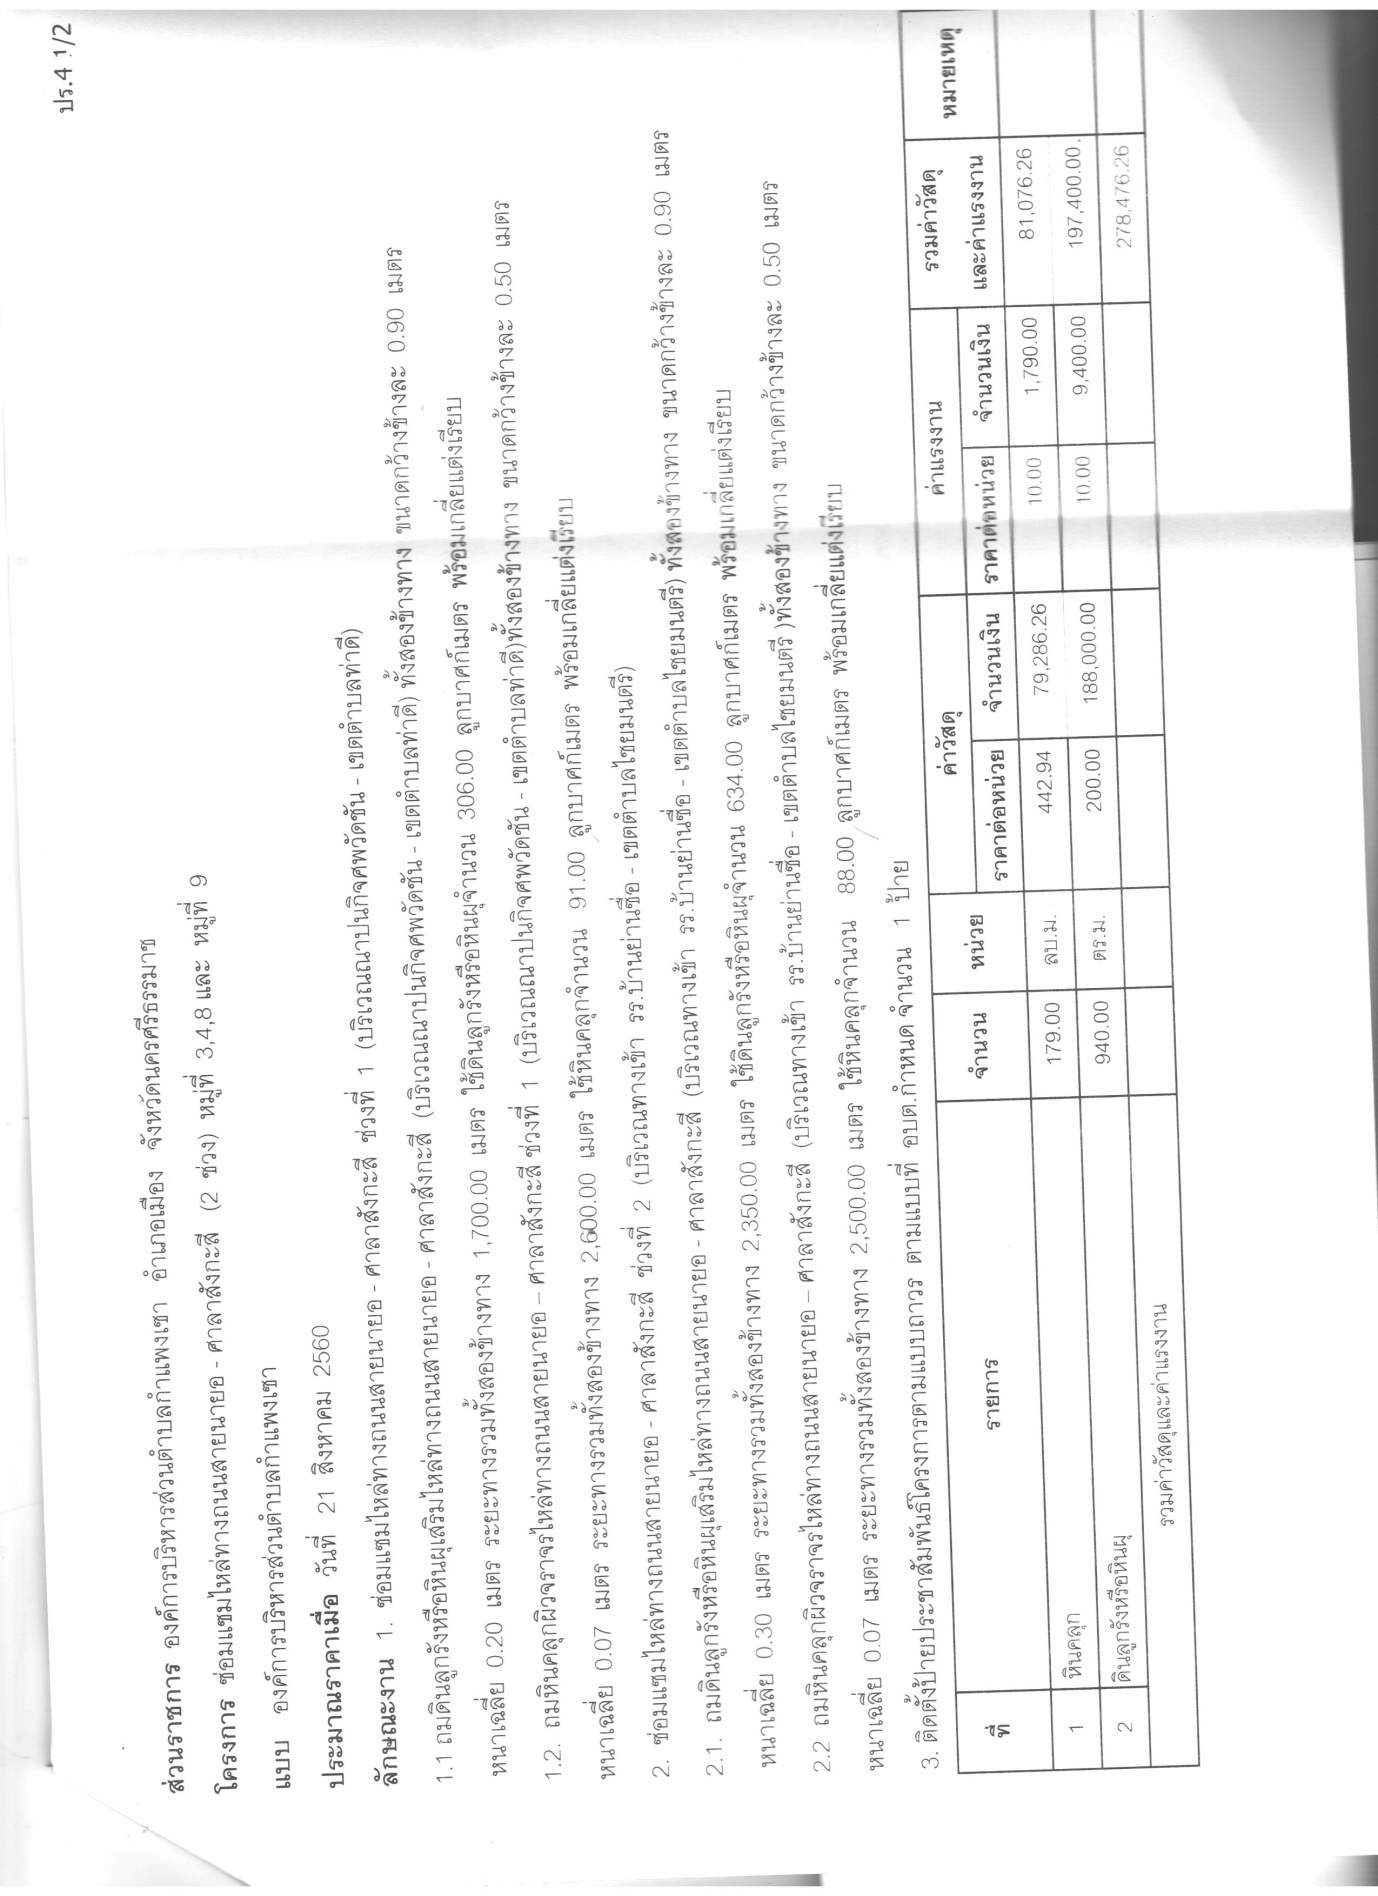 ปร.4 1/2
ส่วนราชการ องค์การบริหารส่วนตำบลกำแพงเซา อำเภอเมือง จังหวัดนครศรีธรรมราช
โครงการ ซ่อมแซมไหล่ทางถนนสายนายอ - ศาลาสังกะสี (2 ช่วง) หมู่ที่ 3,4,8 และ หมู่ที่ 9
แบบ องค์การบริหารส่วนตำบลกำแพงเซา
ประมาณราคาเมื่อ วันที่ 21 สิงหาคม 2560
ลักษณะงาน 1. ซ่อมแซมไหล่ทางถนนสายนายอ - ศาลาสังกะสี ช่วงที่ 1 (บริเวณฌาปนกิจศพวัดชัน - เขตตำบลท่าดี)
1.1 ถมดินลูกรังหรือหินผุเสริมไหล่ทางถนนสายนายอ - ศาลาสังกะสี (บริเวณฌาปนกิจศพวัดชัน - เขตตำบลท่าดี) ทั้งสองข้างทาง ขนาดกว้างข้างละ 0.90 เมตร
หนาเฉลี่ย 0.20 เมตร ระยะทางรวมทั้งสองข้างทาง 1,700.00 เมตร ใช้ดินลูกรังหรือหินผุจำนวน 306.00 ลูกบาศก์เมตร พร้อมเกลี่ยแต่งเรียบ
1.2. ถมหินคลุกผิวจราจรไหล่ทางถนนสายนายอ – ศาลาสังกะสี ช่วงที่ 1 (บริเวณฌาปนกิจศพวัดชัน - เขตตำบลท่าดี)ทั้งสองข้างทาง ขนาดกว้างข้างละ 0.50 เมตร
หนาเฉลี่ย 0.07 เมตร ระยะทางรวมทั้งสองข้างทาง 2,600.00 เมตร ใช้หินคลุกจำนวน 91.00 ลูกบาศก์เมตร พร้อมเกลี่ยแต่งเรียบ
2. ซ่อมแซมไหล่ทางถนนสายนายอ - ศาลาสังกะสี ช่วงที่ 2 (บริเวณทางเข้า รร.บ้านย่านซื่อ - เขตตำบลไชยมนตรี)
2.1. ถมดินลูกรังหรือหินผุเสริมไหล่ทางถนนสายนายอ - ศาลาสังกะสี (บริเวณทางเข้า รร.บ้านย่านซื่อ - เขตตำบลไชยมนตรี) ทั้งสองข้างทาง ขนาดกว้างข้างละ 0.90 เมตร
หนาเฉลี่ย 0.30 เมตร ระยะทางรวมทั้งสองข้างทาง 2,350.00 เมตร ใช้ดินลูกรังหรือหินผุจำนวน 634.00 ลูกบาศก์เมตร พร้อมเกลี่ยแต่งเรียบ
2.2 ถมหินคลุกผิวจราจรไหล่ทางถนนสายนายอ – ศาลาสังกะสี (บริเวณทางเข้า รร.บ้านย่านซื่อ - เขตตำบลไชยมนตรี )ทั้งสองข้างทาง ขนาดกว้างข้างละ 0.50 เมตร
หนาเฉลี่ย 0.07 เมตร ระยะทางรวมทั้งสองข้างทาง 2,500.00 เมตร ใช้หินคลุกจำนวน 88.00 ลูกบาศก์เมตร พร้อมเกลี่ยแต่งเรียบ
3. ติดตั้งป้ายประชาสัมพันธ์โครงการตามแบบถาวร ตามแบบที่ อบต.กำหนด จำนวน 1 ป้าย
ที่ รายการ จำนวน หน่วย ค่าวัสดุ ค่าแรงงาน รวมค่าวัสดุ หมายเหตุ
ราคาต่อหน่วย จำนวนเงิน ราคาต่อหน่วย จำนวนเงิน และค่าแรงงาน
1 หินคลุก 179.00 ลบ.ม. 442.94 79,286.26 10.00 1,790.00 81,076.26
2 ดินลูกรังหรือหินผุ 940.00 ตร.ม. 200.00 188,000.00 10.00 9,400.00 197,400.00.
รวมค่าวัสดุและค่าแรงงาน 278,476.26